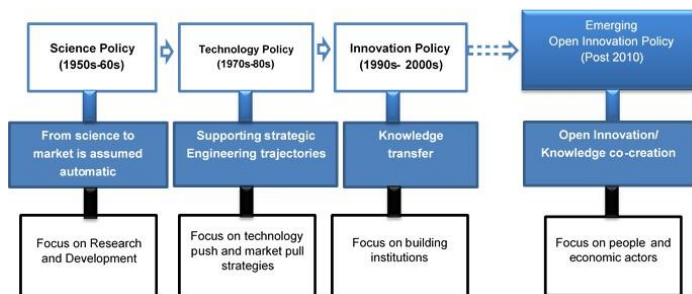 Science Policy
(1950s-60s)
Technology Policy
(1970s-80s)
Innovation Policy
(1990s- 2000s)
Emerging
Open Innovation Policy
(Post 2010)
From science to
market is assumed
automatic
Supporting strategic
Engineering trajectories
Knowledge
transfer
Open Innovation/
Knowledge co-creation
Focus on Research
and Development
Focus on technology
push and market pull
strategies
Focus on building
institutions
Focus on people and
economic actors